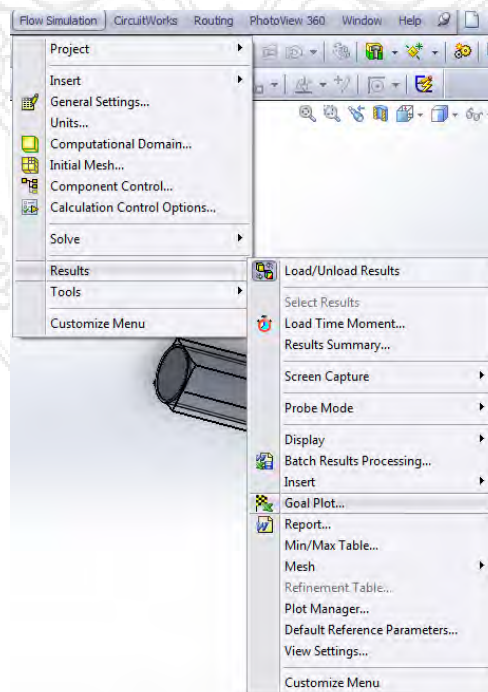 Flow Simulation CircuitWorks Routing PhotoView 360 Window Help
Project
Insert
General Settings...
Units...
Computational Domain...
Initial Mesh...
Component Control...
Calculation Control Options...
Solve
Results
Tools
Customize Menu
Load/Unload Results
Select Results
Load Time Moment...
Results Summary...
Screen Capture
Probe Mode
Display
Batch Results Processing...
Insert
Goal Plot...
Report...
Min/Max Table...
Mesh
Refinement Table...
Plot Manager...
Default Reference Parameters...
View Settings...
Customize Menu